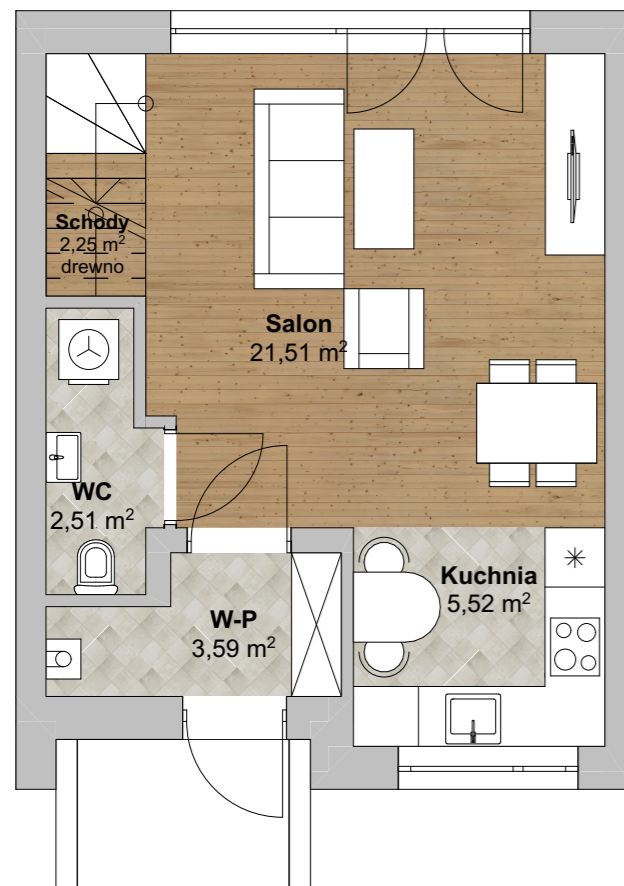 Schody
2,25 m²
drewno
Salon
21,51 m²
WC
2,51 m²
Kuchnia
5,52 m²
W-P
3,59 m²